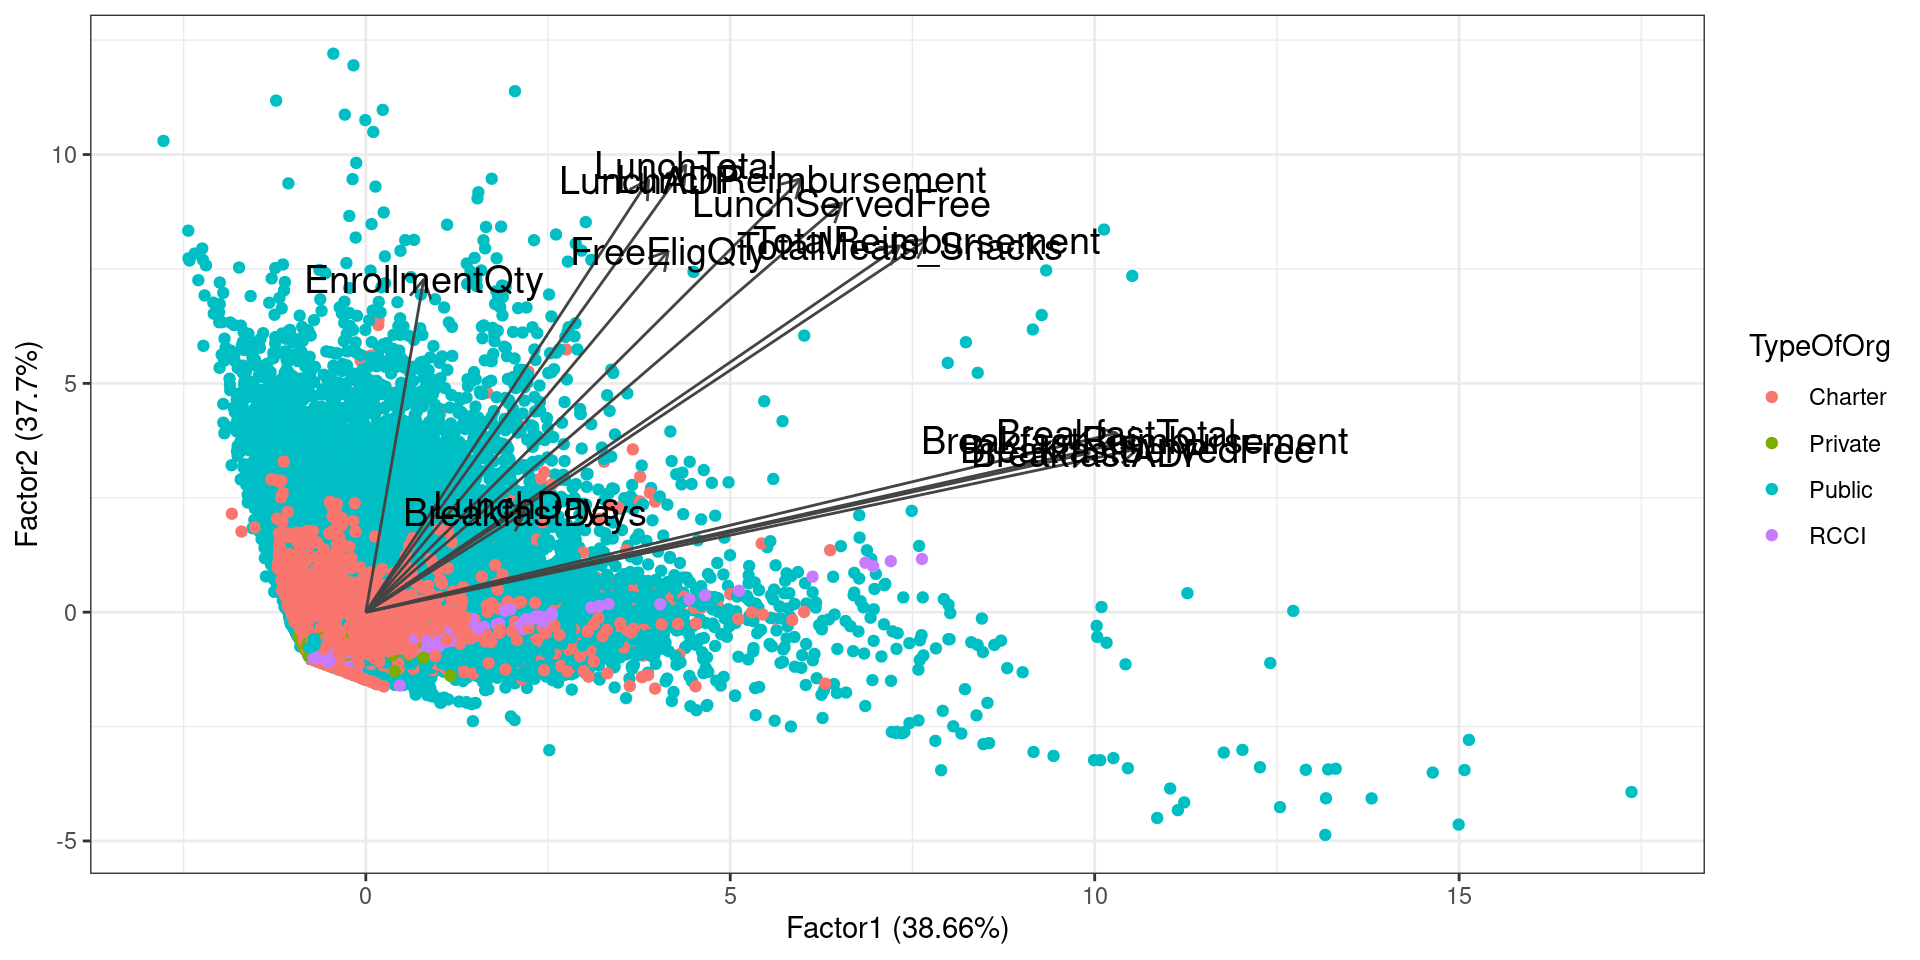 LunchTotal
LunchADP
LunchReimbursement
LunchServedFree
TotalReimbursement
TotalMeals_Snacks
FreeEligQty
EnrollmentQty
BreakfastTotal
BreakfastReimbursement
BreakfastServedFree
BreakfastADP
LunchDays
BreakfastDays
10
5
0
-5
0
5
10
15
Factor1 (38.66%)
Factor2 (37.7%)
TypeOfOrg
Charter
Private
Public
RCCI